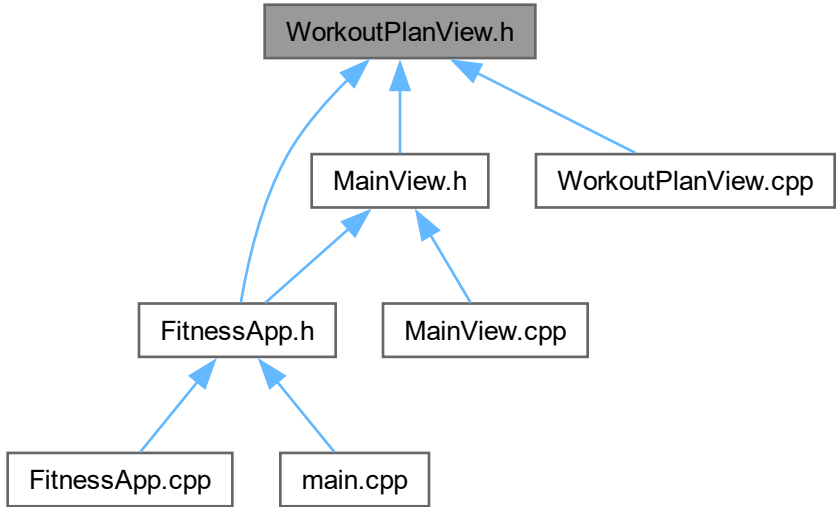 WorkoutPlanView.h
MainView.h
WorkoutPlanView.cpp
FitnessApp.h
MainView.cpp
FitnessApp.cpp
main.cpp